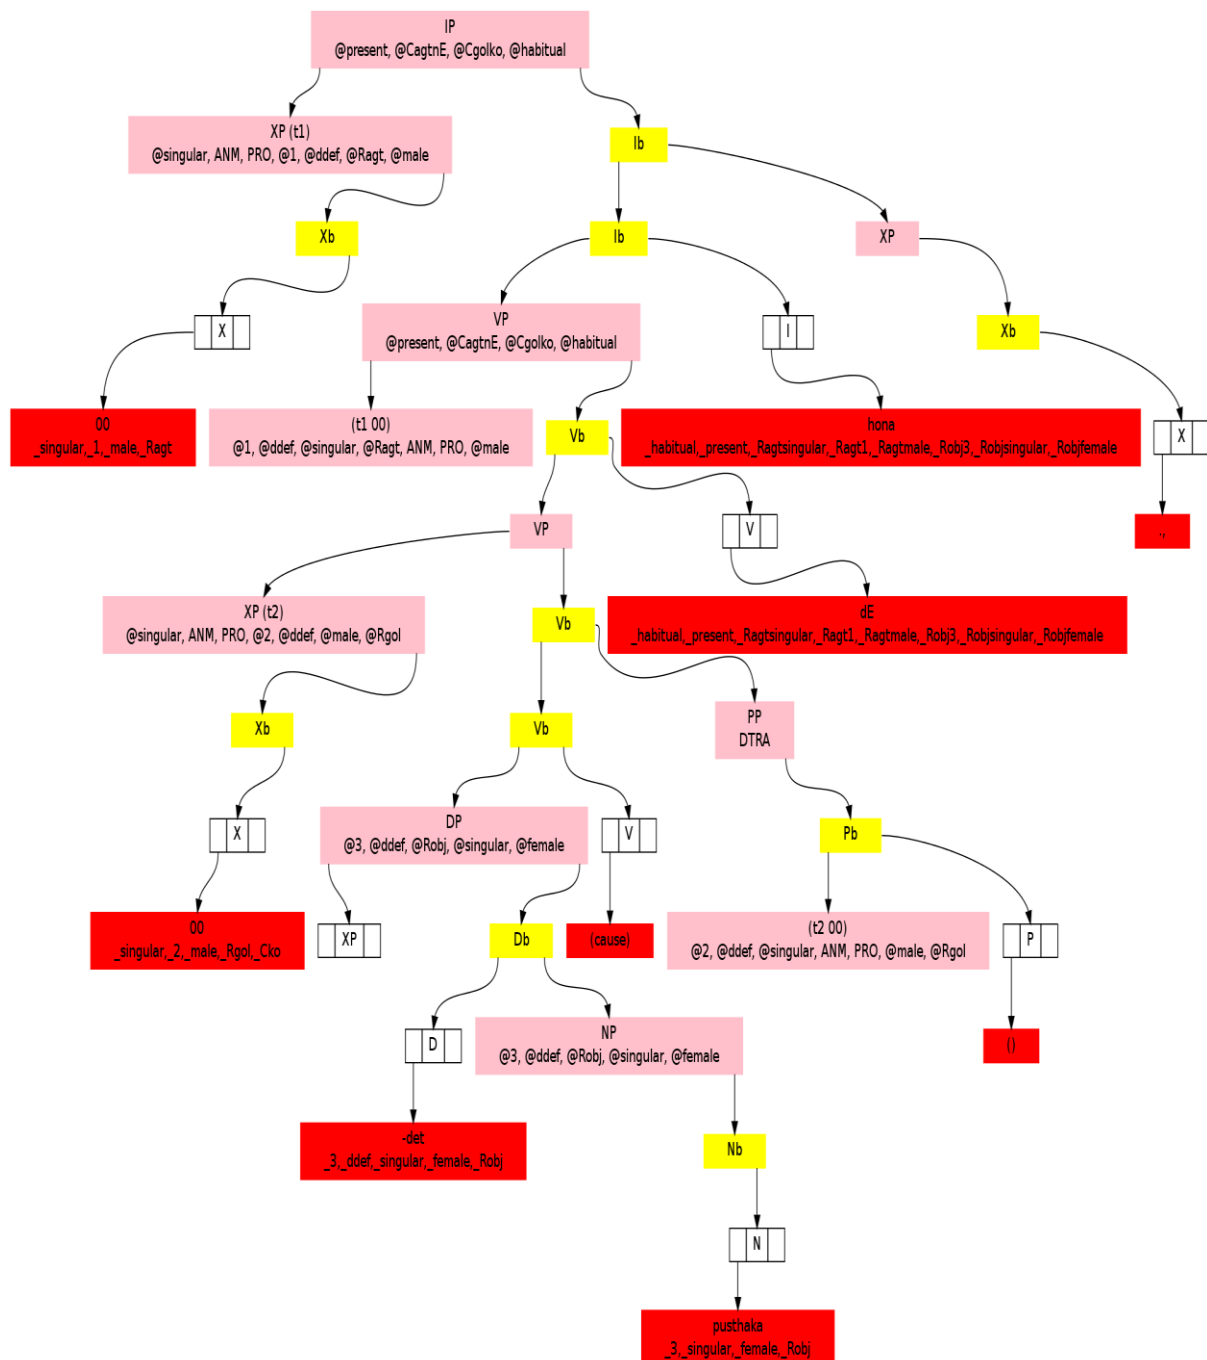 IP
@present, @CagtnE, @Cgolko, @habitual
XP (t1)
@singular, ANM, PRO, @1, @ddef, @Ragt, @male
Ib
Xb
Ib
XP
X
VP
@present, @CagtnE, @Cgolko, @habitual
I
Xb
00
_singular,_1,_male,_Ragt
(t1 00)
@1, @ddef, @singular, @Ragt, ANM, PRO, @male
Vb
hona
_habitual,_present,_Ragtsingular,_Ragt1,_Ragtmale,_Robj3,_Robjsingular,_Robjfemale
X
VP
V
.,
XP (t2)
@singular, ANM, PRO, @2, @ddef, @male, @Rgol
Vb
dE
_habitual,_present,_Ragtsingular,_Ragt1,_Ragtmale,_Robj3,_Robjsingular,_Robjfemale
Xb
Vb
PP
DTRA
X
DP
@3, @ddef, @Robj, @singular, @female
V
Pb
00
_singular,_2,_male,_Rgol,_Cko
XP
Db
(cause)
(t2 00)
@2, @ddef, @singular, ANM, PRO, @male, @Rgol
P
D
NP
@3, @ddef, @Robj, @singular, @female
()
-det
_3,_ddef,_singular,_female,_Robj
Nb
N
pusthaka
_3,_singular,_female,_Robj